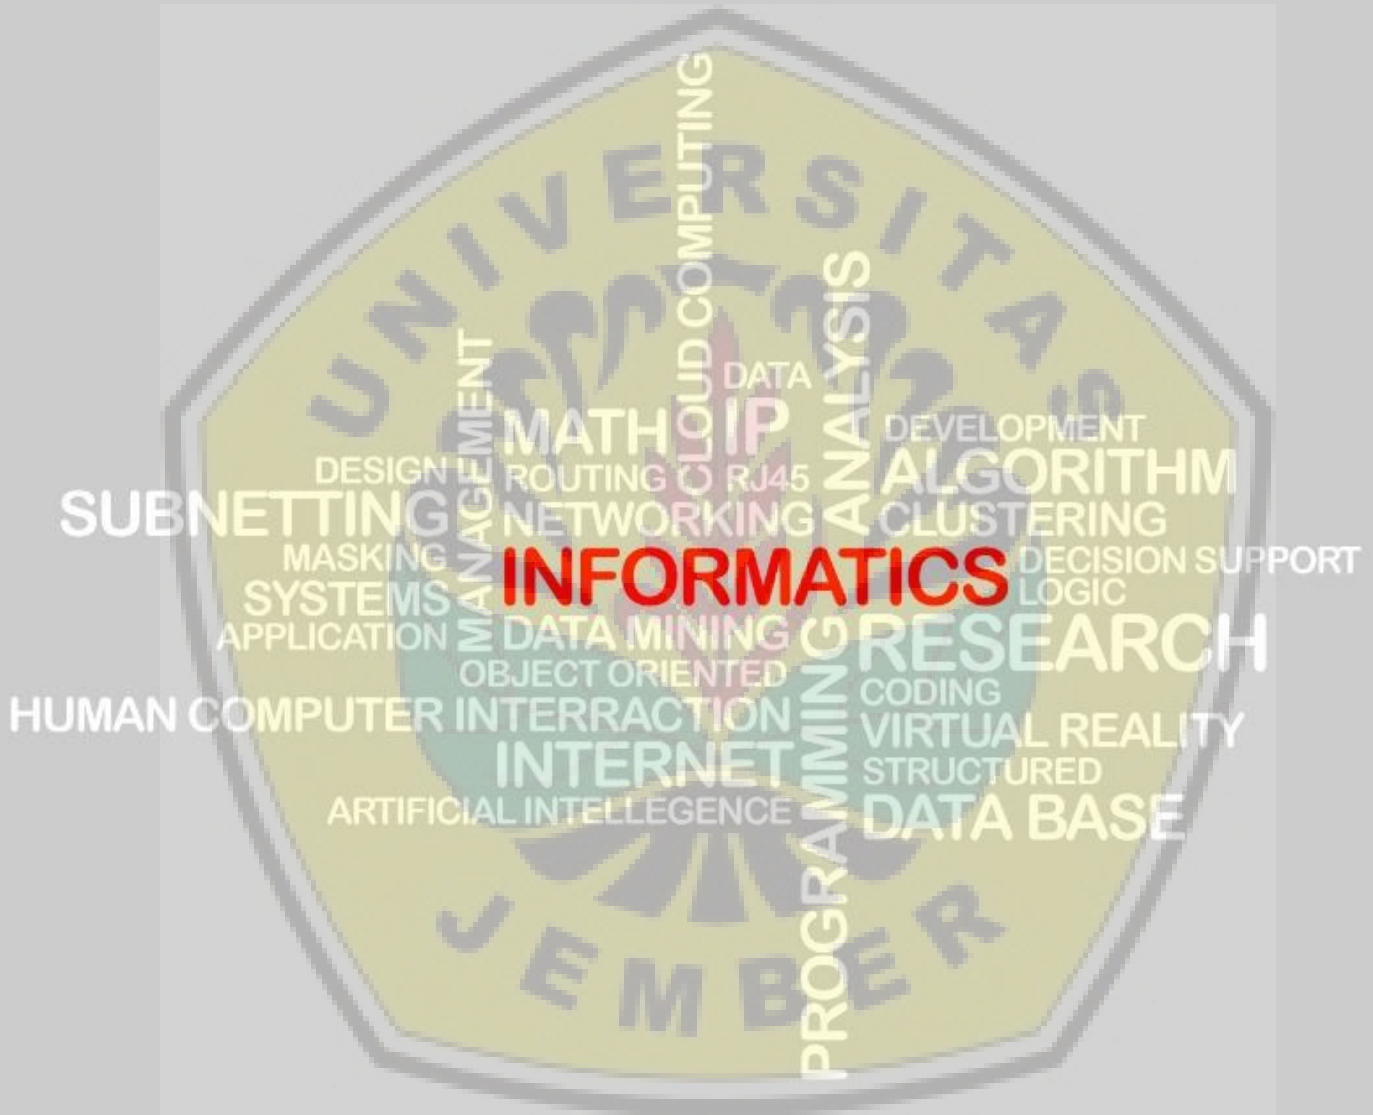 UNIVERSITAS
CLOUD COMPUTING
ANALYSIS
MANAGEMENT
DATA
MATH IP
DEVELOPMENT
DESIGN
ROUTING RJ45
ALGORITHM
SUBNETTING
NETWORKING
CLUSTERING
MASKING
INFORMATICS
DECISION SUPPORT
SYSTEMS
LOGIC
APPLICATION
DATA MINING
RESEARCH
OBJECT ORIENTED
CODING
HUMAN COMPUTER INTERRACTION
VIRTUAL REALITY
INTERNET
STRUCTURED
ARTIFICIAL INTELLEGENCE
DATA BASE
PROGRAMMING
JEMBER